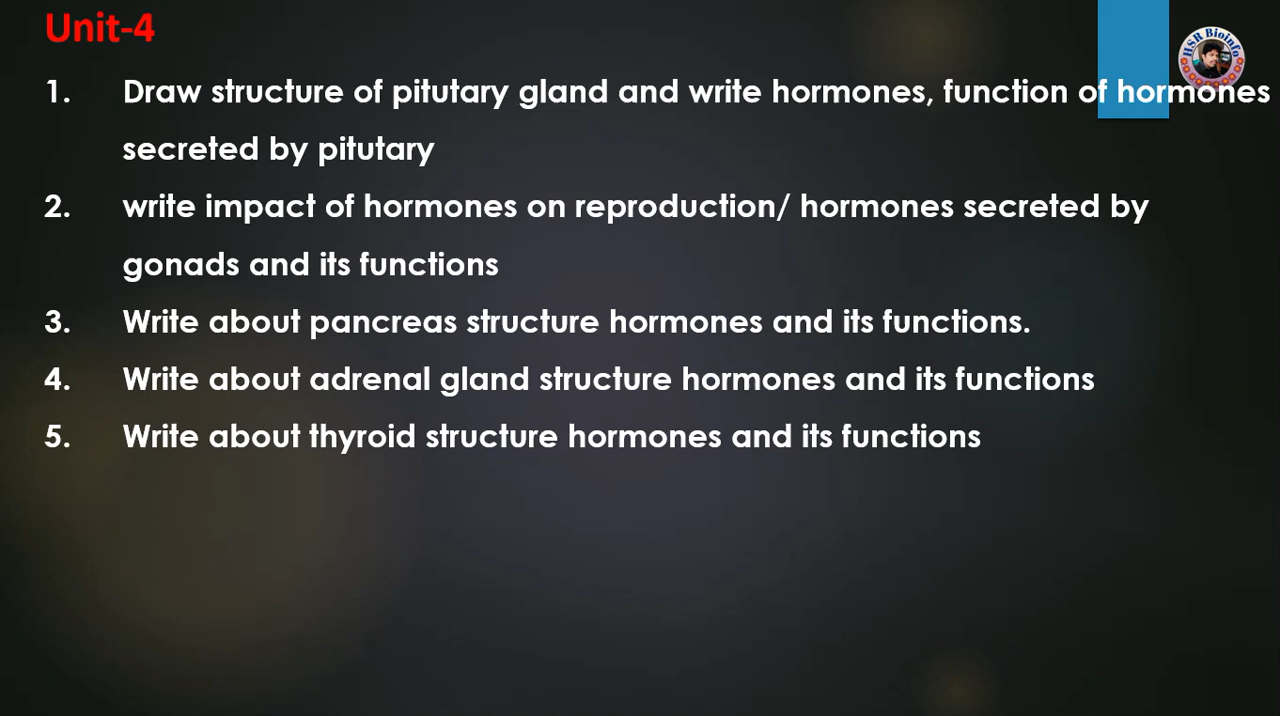 Unit-4
HSR Bioinfo
1. Draw structure of pitutary gland and write hormones, function of hormones
secreted by pitutary
2. write impact of hormones on reproduction/ hormones secreted by
gonads and its functions
3. Write about pancreas structure hormones and its functions.
4. Write about adrenal gland structure hormones and its functions
5. Write about thyroid structure hormones and its functions